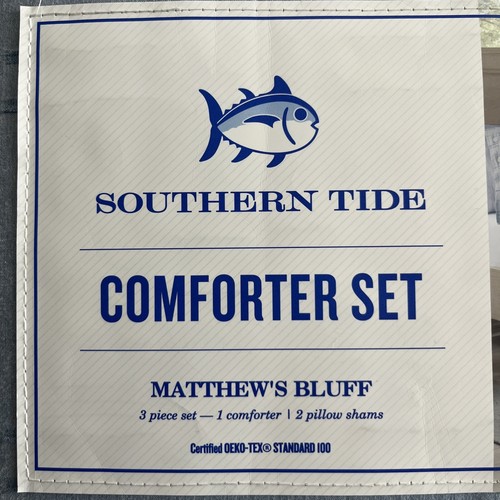 SOUTHERN TIDE
COMFORTER SET
MATTHEW'S BLUFF
3 piece set — 1 comforter | 2 pillow shams
Certified OEKO-TEX® STANDARD 100